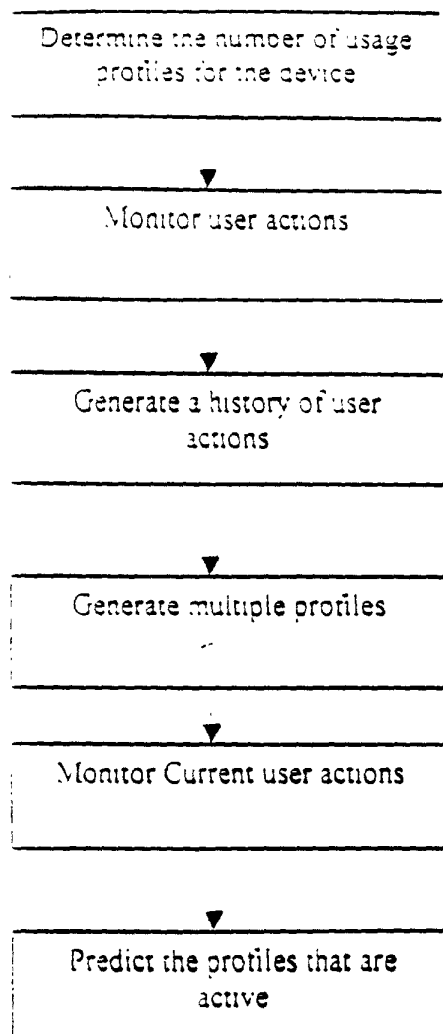 Determine the number of usage
profiles for the device
Monitor user actions
Generate a history of user
actions
Generate multiple profiles
Monitor Current user actions
Predict the profiles that are
active